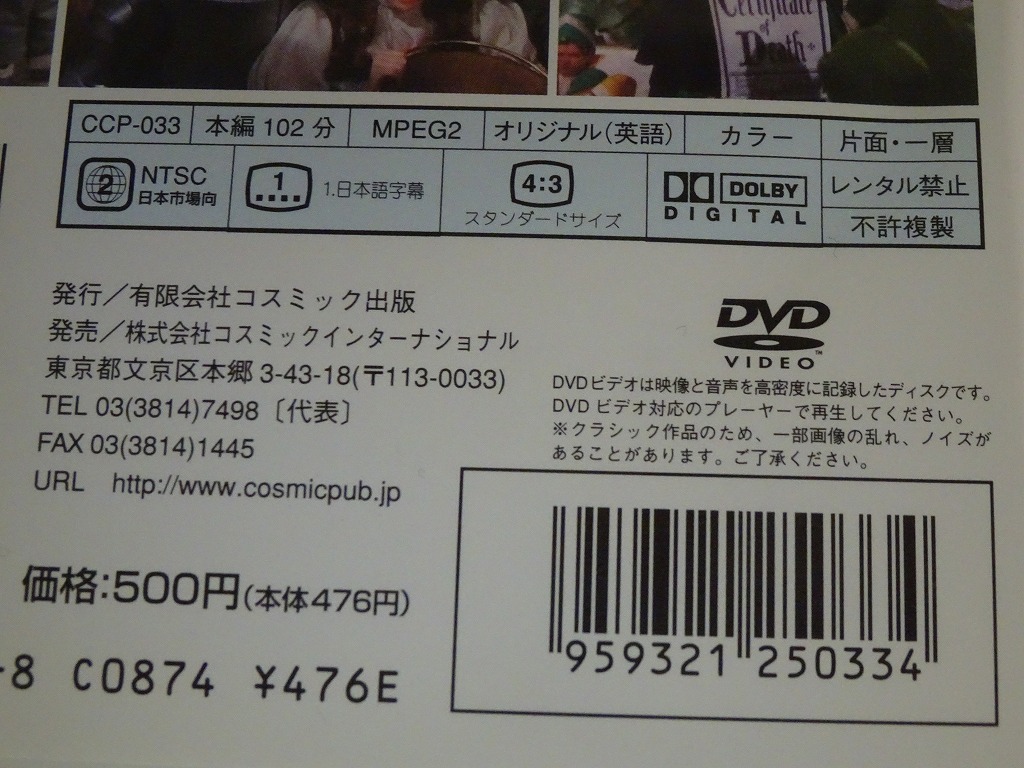 Certificate
of
Death
CCP-033 本編 102 分 MPEG2 オリジナル(英語) カラー 片面・一層
2 NTSC
日本市場向
1 1.日本語字幕
4:3
スタンダードサイズ
DOLBY
DIGITAL
レンタル禁止
不許複製
発行／有限会社コスミック出版
発売／株式会社コスミックインターナショナル
東京都文京区本郷 3-43-18(〒113-0033)
TEL 03(3814)7498〔代表〕
FAX 03(3814)1445
URL http://www.cosmicpub.jp
DVD
VIDEO™
DVDビデオは映像と音声を高密度に記録したディスクです。
DVD ビデオ対応のプレーヤーで再生してください。
※クラシック作品のため、一部画像の乱れ、ノイズが
あることがあります。ご了承ください。
価格:500円(本体476円)
-8 C0874 ¥476E
959321 250334